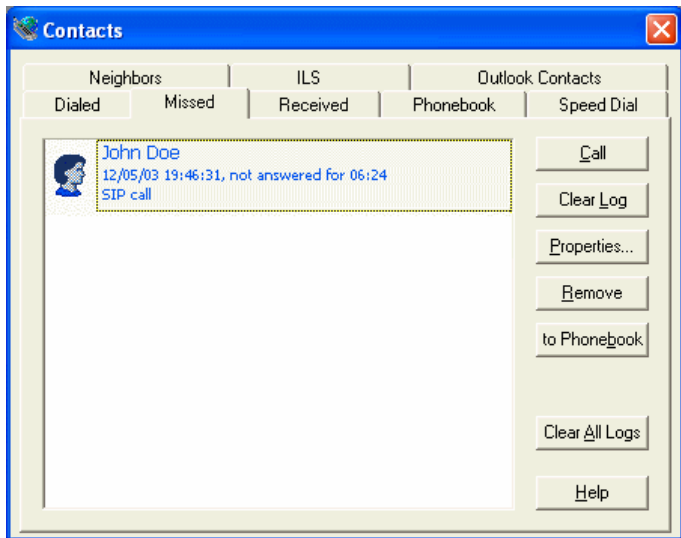 Contacts
Neighbors ILS Outlook Contacts
Dialed Missed Received Phonebook Speed Dial
John Doe
12/05/03 19:46:31, not answered for 06:24
SIP call
Call
Clear Log
Properties...
Remove
to Phonebook
Clear All Logs
Help